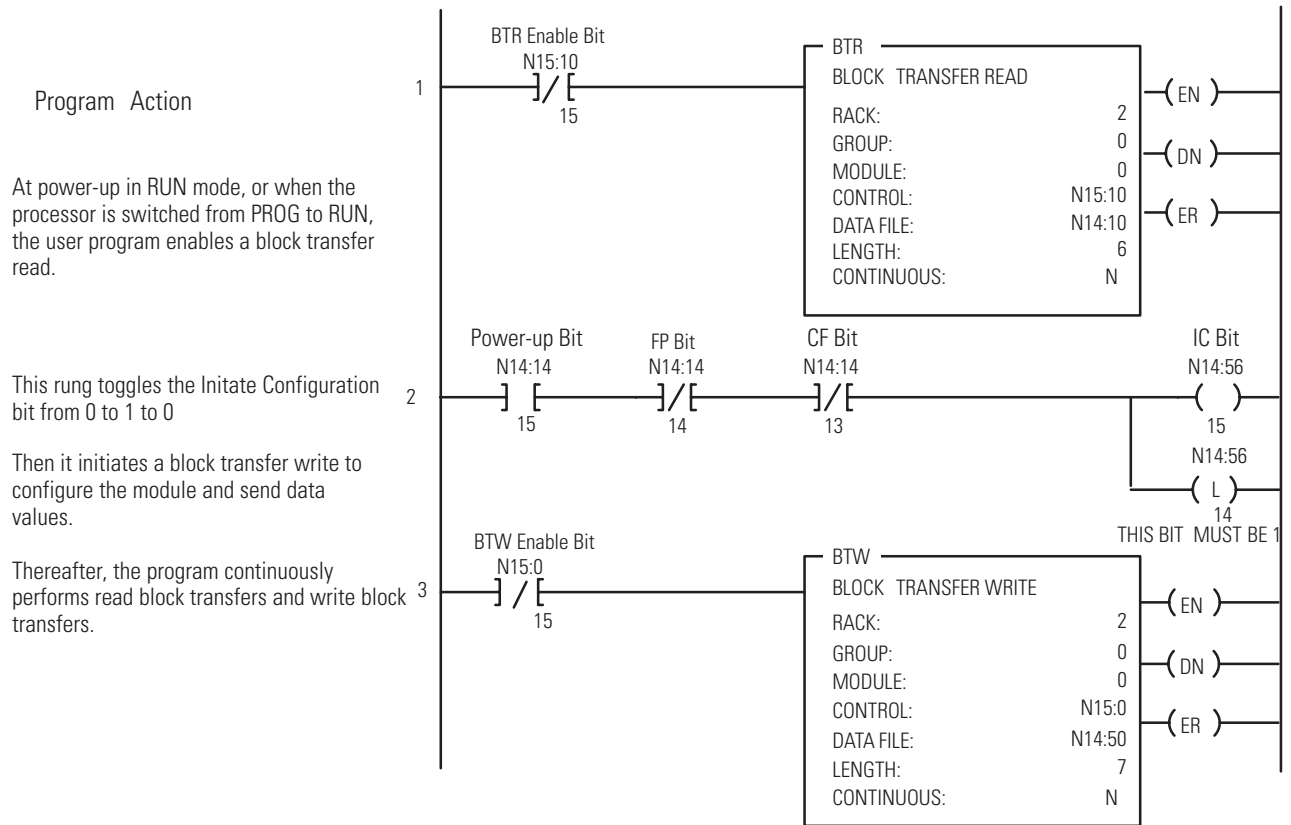 Program Action
At power-up in RUN mode, or when the
processor is switched from PROG to RUN,
the user program enables a block transfer
read.
This rung toggles the Initate Configuration
bit from 0 to 1 to 0
Then it initiates a block transfer write to
configure the module and send data
values.
Thereafter, the program continuously
performs read block transfers and write block
transfers.
1
BTR Enable Bit
N15:10
15
BTR
BLOCK TRANSFER READ
RACK: 2
GROUP: 0
MODULE: 0
CONTROL: N15:10
DATA FILE: N14:10
LENGTH: 6
CONTINUOUS: N
EN
DN
ER
2
Power-up Bit
N14:14
15
FP Bit
N14:14
14
CF Bit
N14:14
13
IC Bit
N14:56
15
N14:56
L
14
THIS BIT MUST BE 1
3
BTW Enable Bit
N15:0
15
BTW
BLOCK TRANSFER WRITE
RACK: 2
GROUP: 0
MODULE: 0
CONTROL: N15:0
DATA FILE: N14:50
LENGTH: 7
CONTINUOUS: N
EN
DN
ER